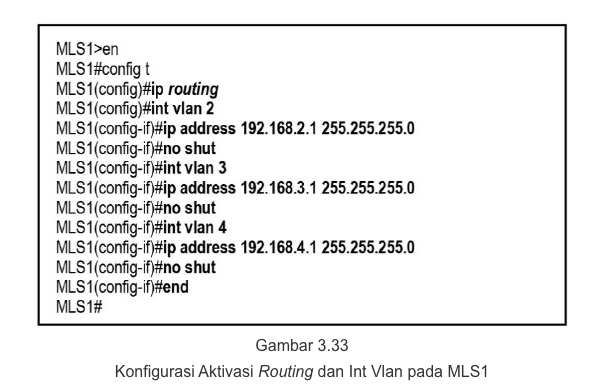 MLS1>en
MLS1#config t
MLS1(config)#ip routing
MLS1(config)#int vlan 2
MLS1(config-if)#ip address 192.168.2.1 255.255.255.0
MLS1(config-if)#no shut
MLS1(config-if)#int vlan 3
MLS1(config-if)#ip address 192.168.3.1 255.255.255.0
MLS1(config-if)#no shut
MLS1(config-if)#int vlan 4
MLS1(config-if)#ip address 192.168.4.1 255.255.255.0
MLS1(config-if)#no shut
MLS1(config-if)#end
MLS1#
Gambar 3.33
Konfigurasi Aktivasi Routing dan Int Vlan pada MLS1